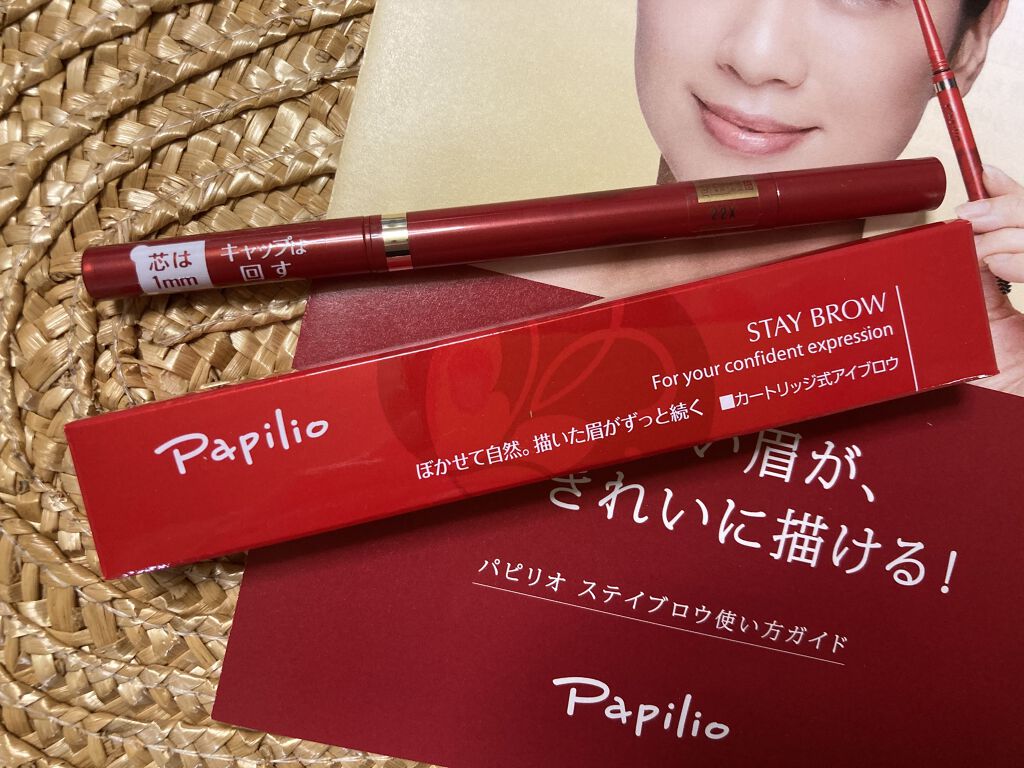 芯は
1mm
キャップは
回す
22X
Papilio
STAY BROW
For your confident expression
ぼかせて自然。描いた眉がずっと続く ■カートリッジ式アイブロウ
い眉が、
きれいに描ける!
パピリオ ステイブロウ使い方ガイド
Papilio